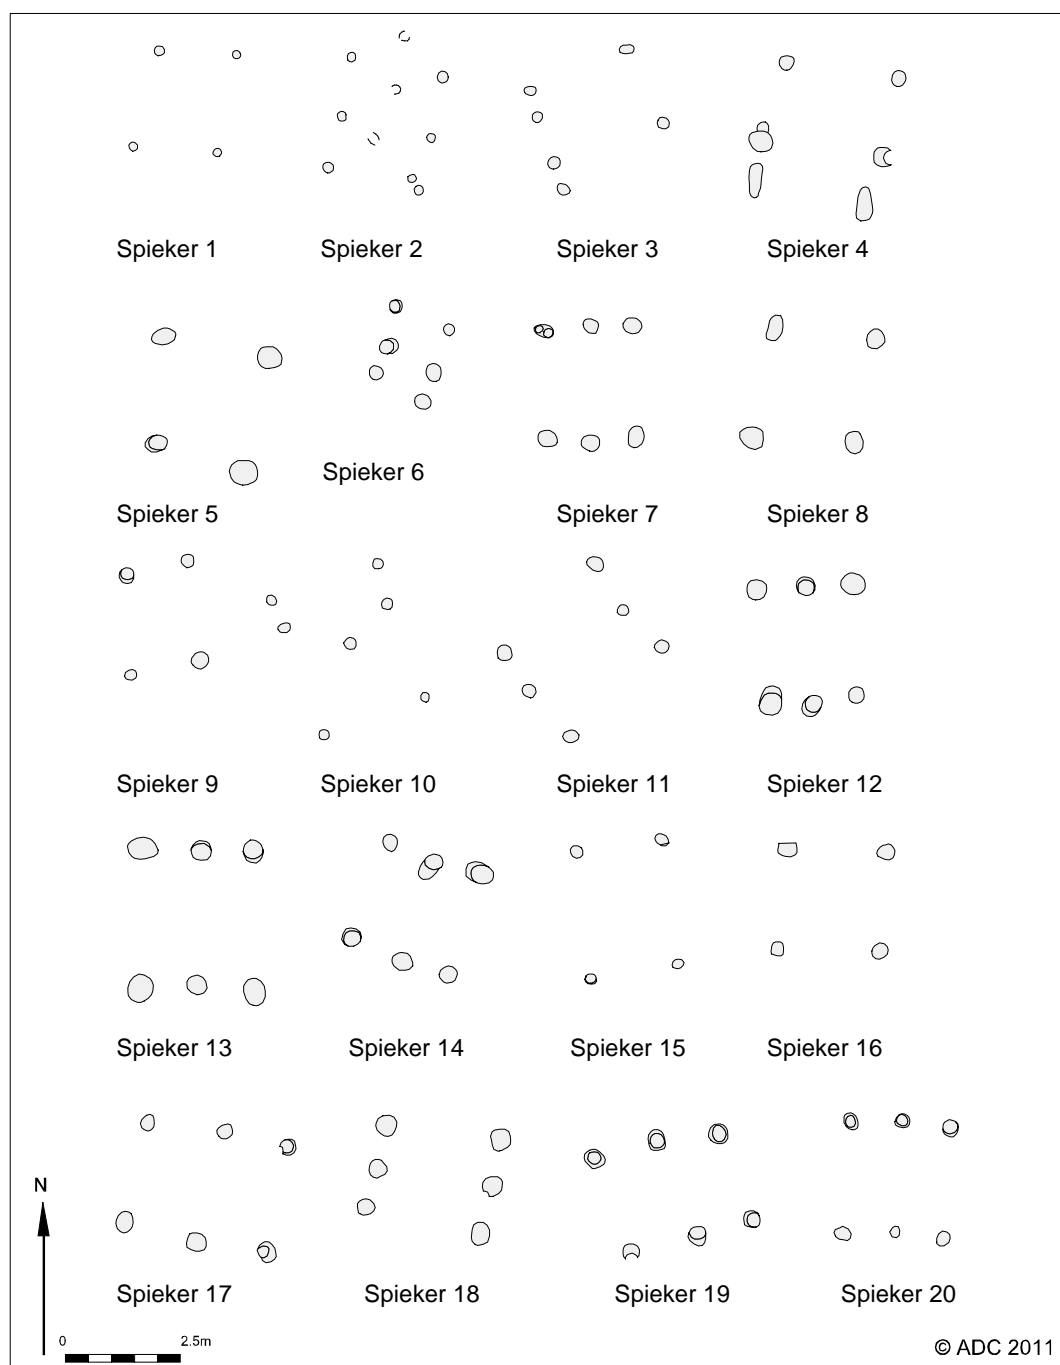 Spieker 1 Spieker 2 Spieker 3 Spieker 4
Spieker 6
Spieker 5 Spieker 7 Spieker 8
Spieker 9 Spieker 10 Spieker 11 Spieker 12
Spieker 13 Spieker 14 Spieker 15 Spieker 16
N
Spieker 17 Spieker 18 Spieker 19 Spieker 20
0 2.5m
© ADC 2011